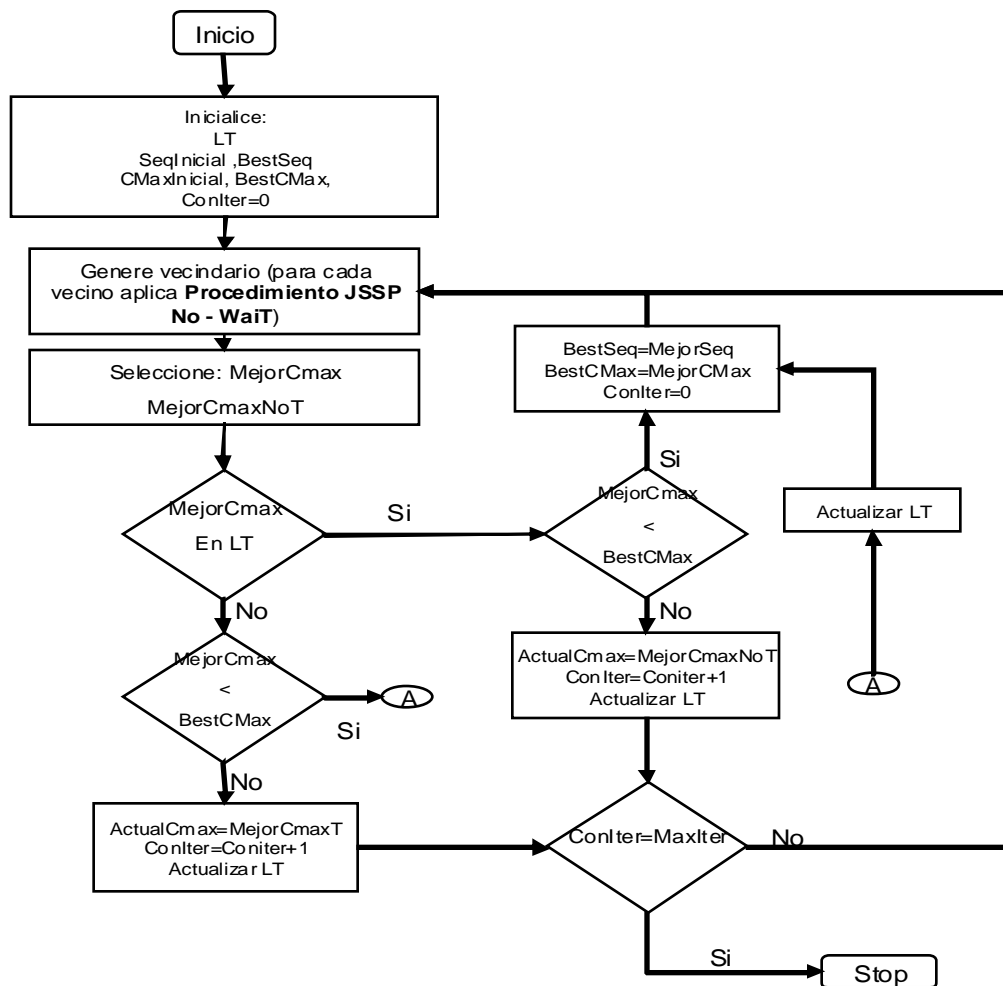 Inicio
Inicialice:
LT
SeqInicial ,BestSeq
CMaxInicial, BestCMax,
ConIter=0
Genere vecindario (para cada
vecino aplica Procedimiento JSSP
No - WaiT)
Seleccione: MejorCmax
MejorCmaxNoT
MejorCmax
En LT
Si
No
MejorCmax
<
BestCMax
Si
A
No
ActualCmax=MejorCmaxT
ConIter=Coniter+1
Actualizar LT
BestSeq=MejorSeq
BestCMax=MejorCMax
ConIter=0
Si
MejorCmax
<
BestCMax
No
ActualCmax=MejorCmaxNoT
ConIter=Coniter+1
Actualizar LT
Actualizar LT
A
ConIter=MaxIter
No
Si
Stop